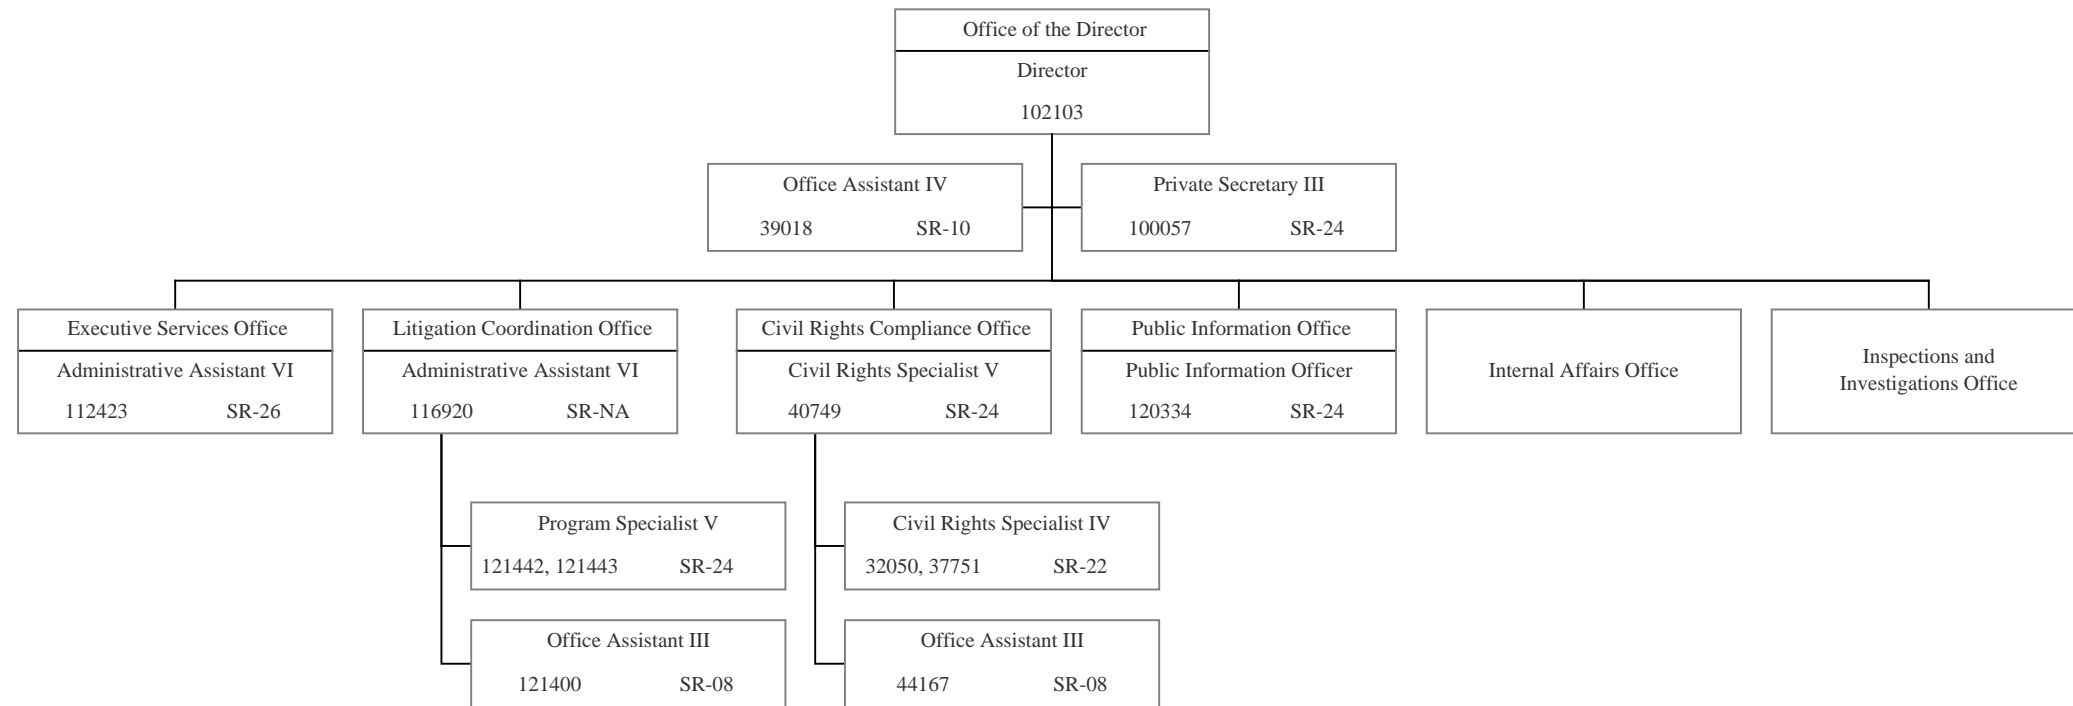 Office of the Director
Director
102103
Office Assistant IV
39018 SR-10
Private Secretary III
100057 SR-24
Executive Services Office
Administrative Assistant VI
112423 SR-26
Litigation Coordination Office
Administrative Assistant VI
116920 SR-NA
Civil Rights Compliance Office
Civil Rights Specialist V
40749 SR-24
Public Information Office
Public Information Officer
120334 SR-24
Internal Affairs Office
Inspections and
Investigations Office
Program Specialist V
121442, 121443 SR-24
Office Assistant III
121400 SR-08
Civil Rights Specialist IV
32050, 37751 SR-22
Office Assistant III
44167 SR-08